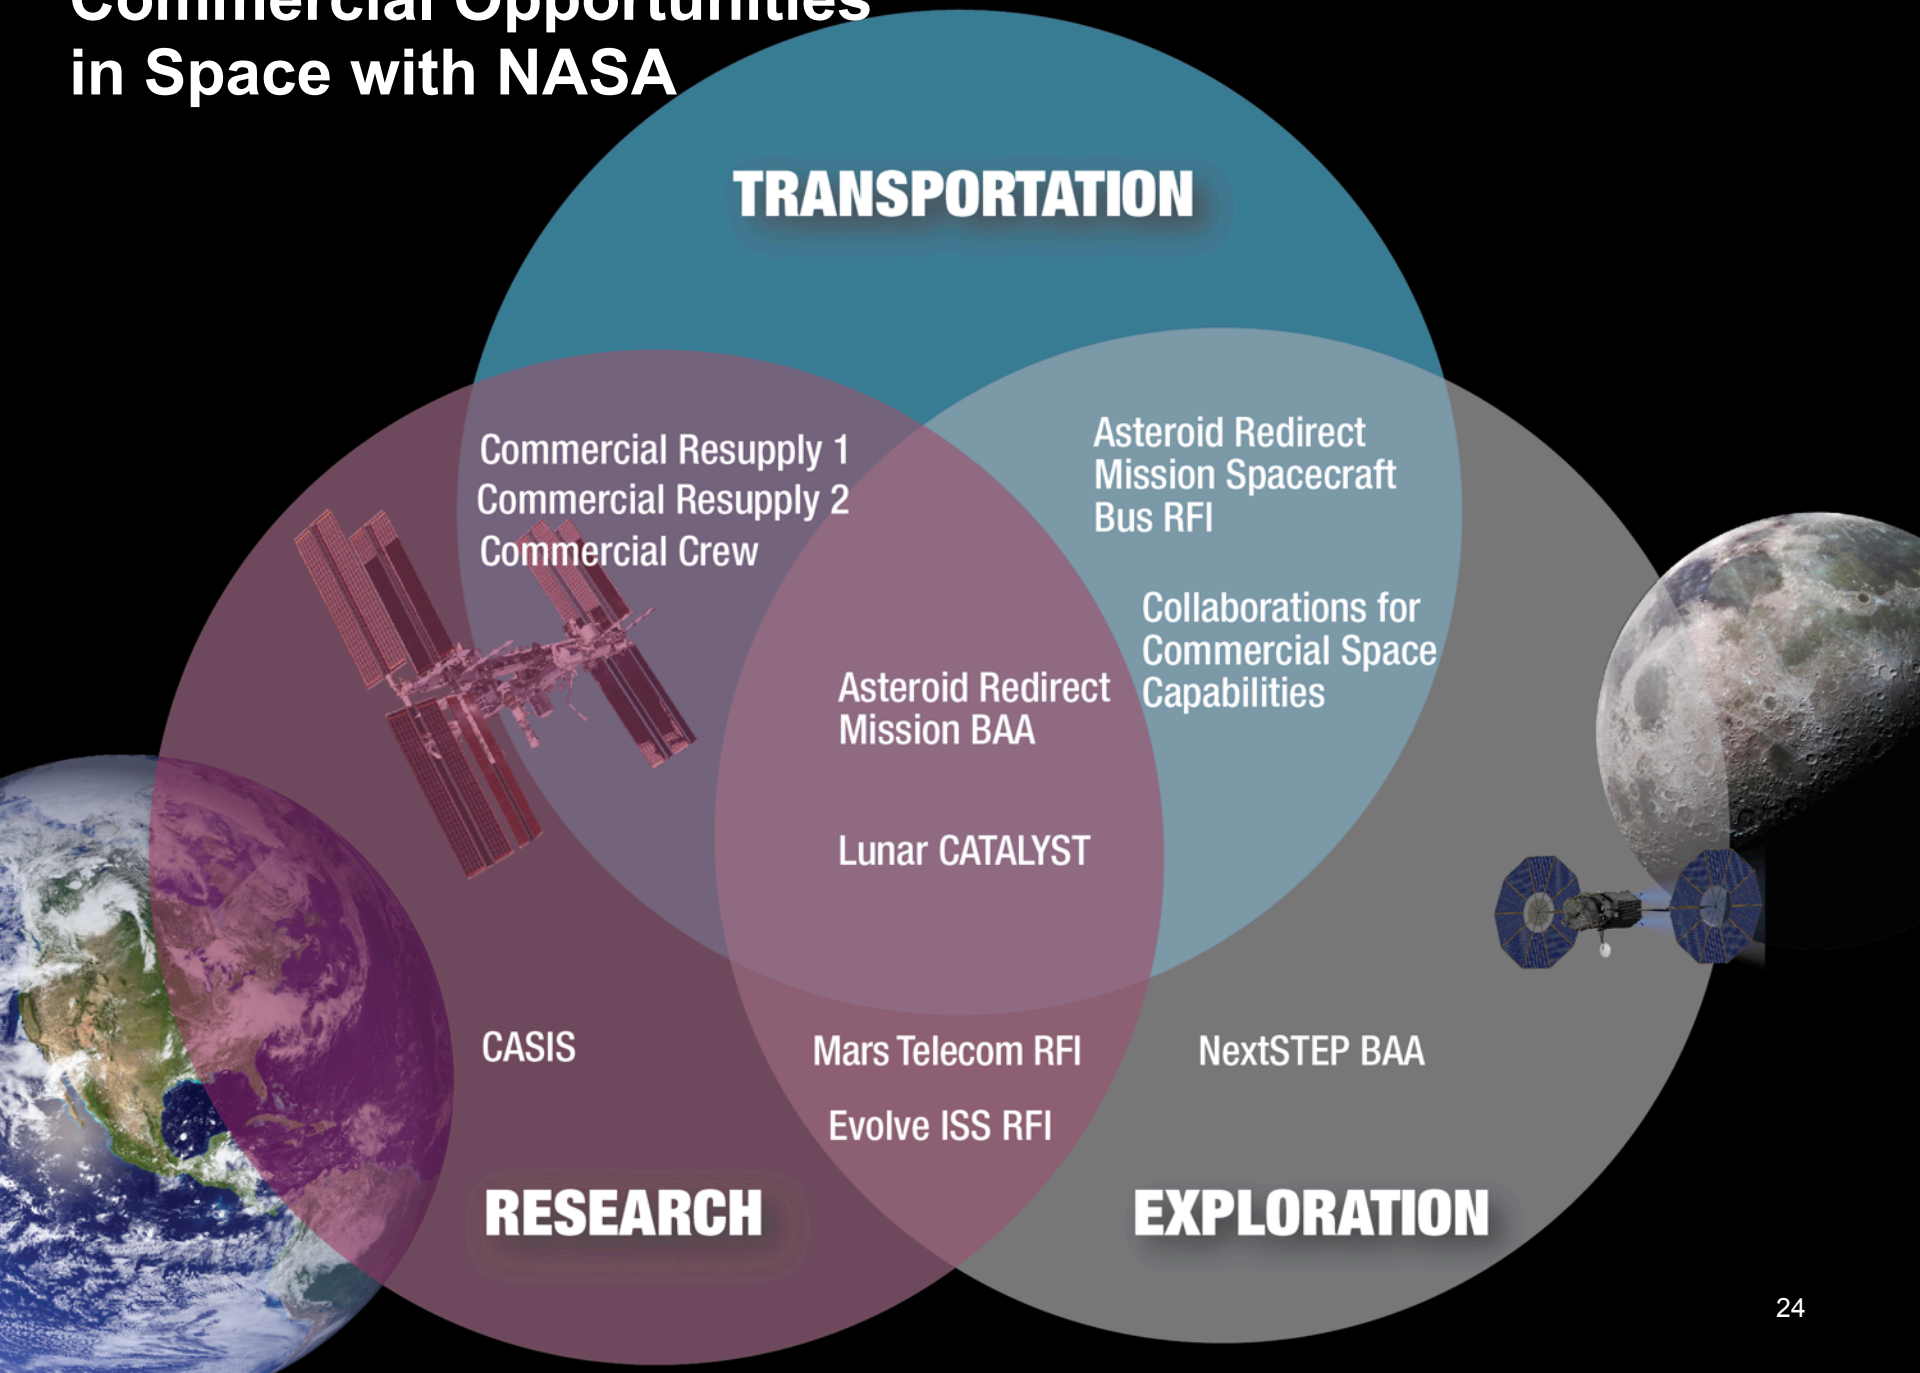 Commercial Opportunities
in Space with NASA
TRANSPORTATION
Commercial Resupply 1
Commercial Resupply 2
Commercial Crew
Asteroid Redirect
Mission Spacecraft
Bus RFI
Collaborations for
Commercial Space
Capabilities
Asteroid Redirect
Mission BAA
Lunar CATALYST
CASIS
Mars Telecom RFI
NextSTEP BAA
Evolve ISS RFI
RESEARCH
EXPLORATION
24